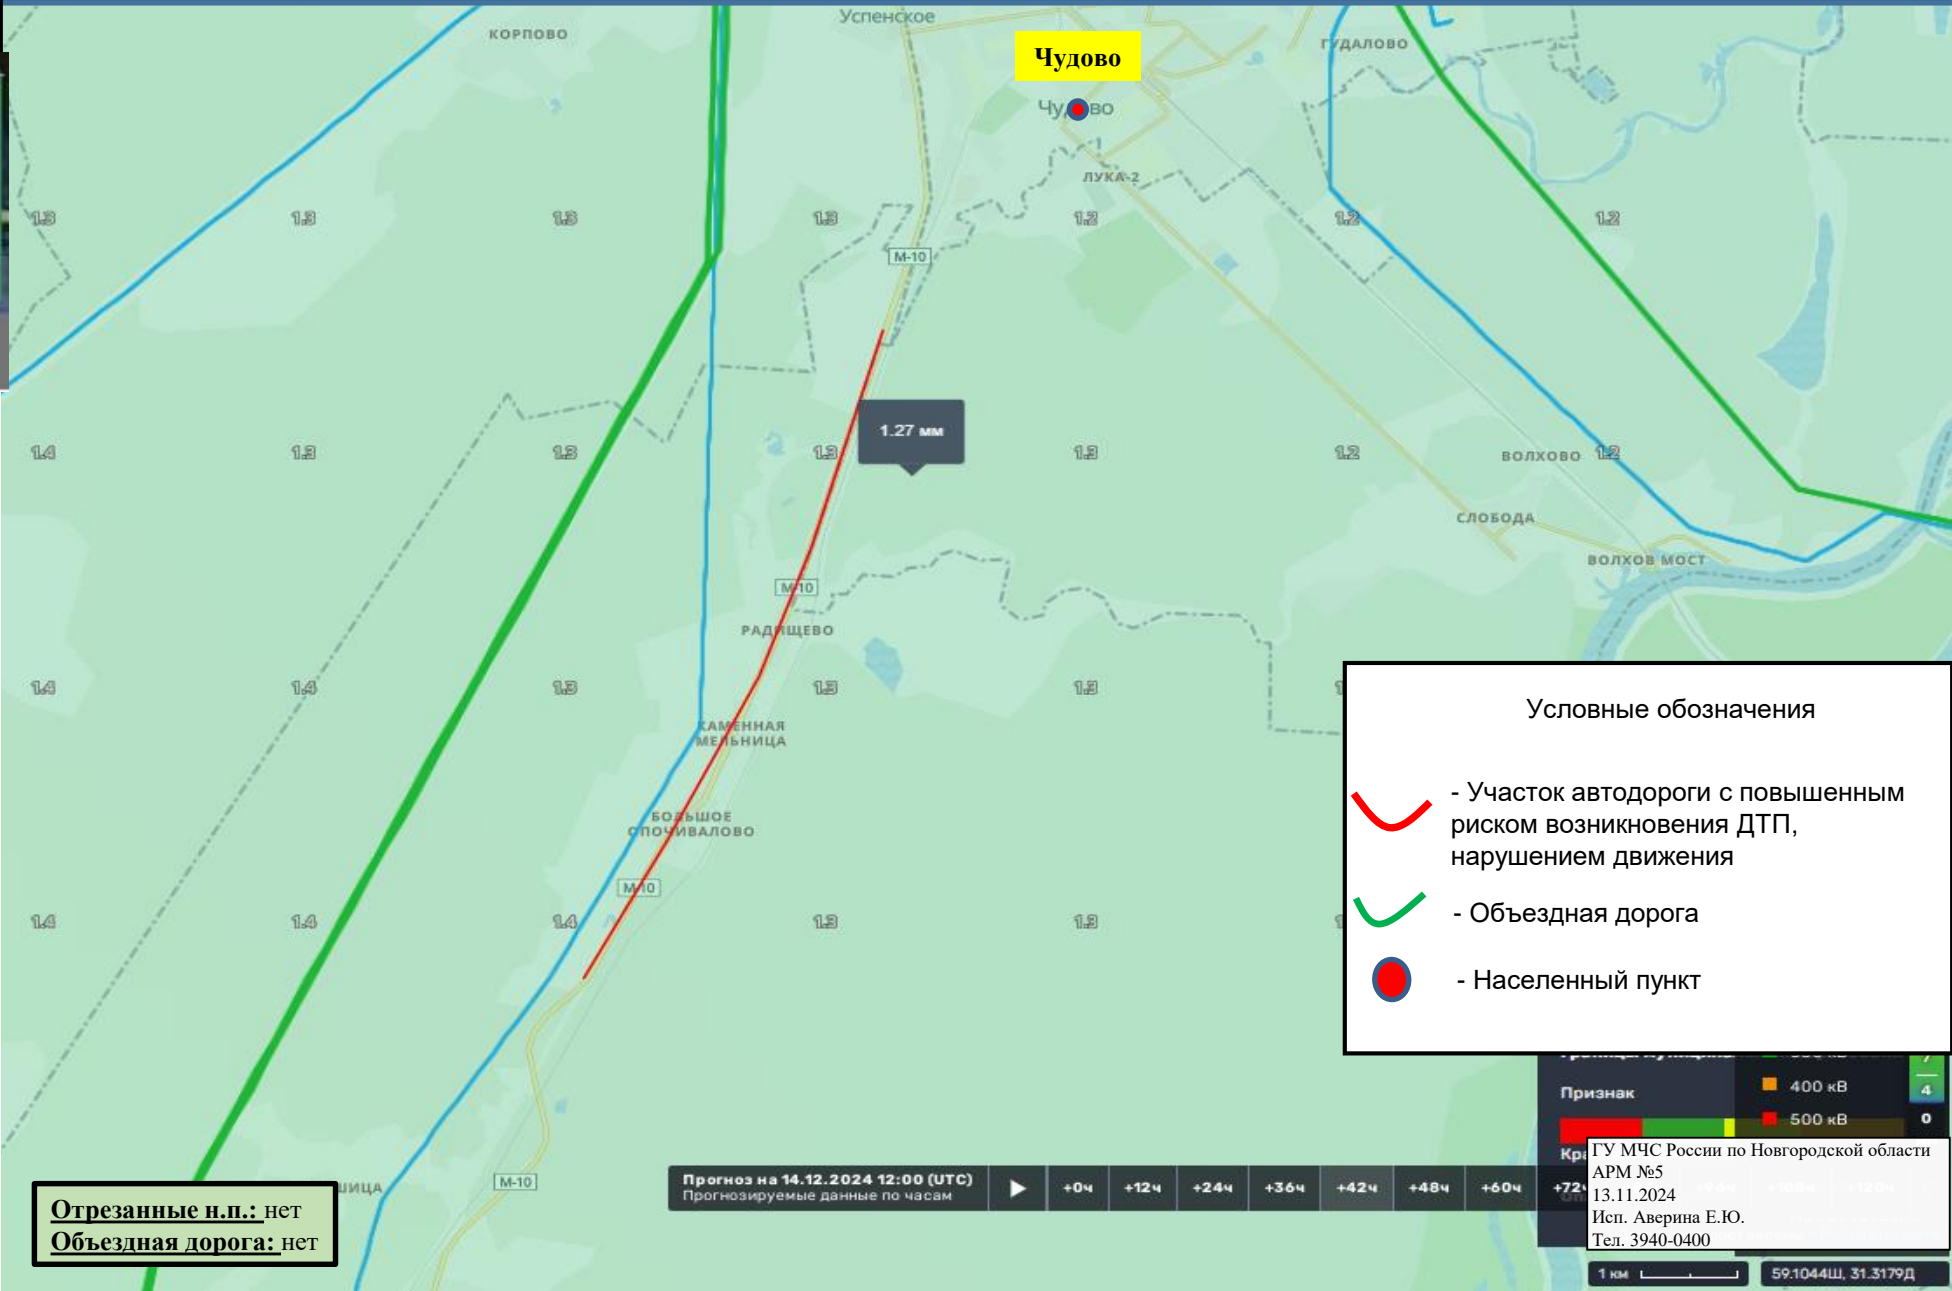 Успенское
КОРПОВО
Чудово
ГУДАЛОВО
Чудово
ЛУКА-2
1.3 1.3 1.3 1.3 1.2 1.2 1.2
М-10
1.27 мм
1.4 1.3 1.3 1.3 1.3 1.2 1.2
ВОЛХОВО
СЛОБОДА
ВОЛХОВ МОСТ
М-10
РАДИЩЕВО
1.4 1.4 1.3 1.3 1.3
КАМЕННАЯ
МЕЛЬНИЦА
БОЛЬШОЕ
ОПОЧИВАЛОВО
М-10
1.4 1.4 1.4 1.3 1.3
Условные обозначения
- Участок автодороги с повышенным
риском возникновения ДТП,
нарушением движения
- Объездная дорога
- Населенный пункт
7
400 кВ
4
Признак
500 кВ
0
М-10
Отрезанные н.п.: нет
Объездная дорога: нет
Прогноз на 14.12.2024 12:00 (UTC)
Прогнозируемые данные по часам
+0ч +12ч +24ч +36ч +42ч +48ч +60ч
ГУ МЧС России по Новгородской области
АРМ №5
13.11.2024
Исп. Аверина Е.Ю.
Тел. 3940-0400
1 км
59.1044Ш, 31.3179Д